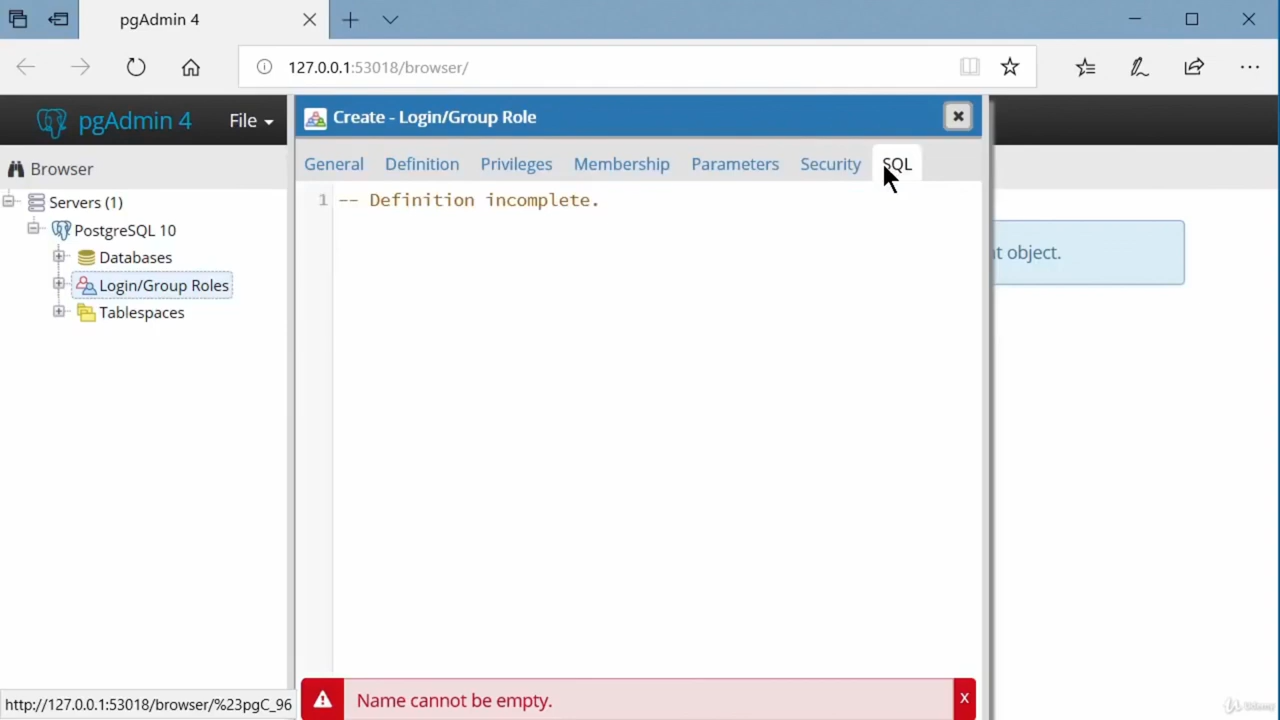 pgAdmin 4
127.0.0.1:53018/browser/
pgAdmin 4
File
Create - Login/Group Role
Browser
General
Definition
Privileges
Membership
Parameters
Security
SQL
Servers (1)
PostgreSQL 10
Databases
Login/Group Roles
Tablespaces
1 -- Definition incomplete.
t object.
Name cannot be empty.
x
http://127.0.0.1:53018/browser/%23pgC_96
Udemy